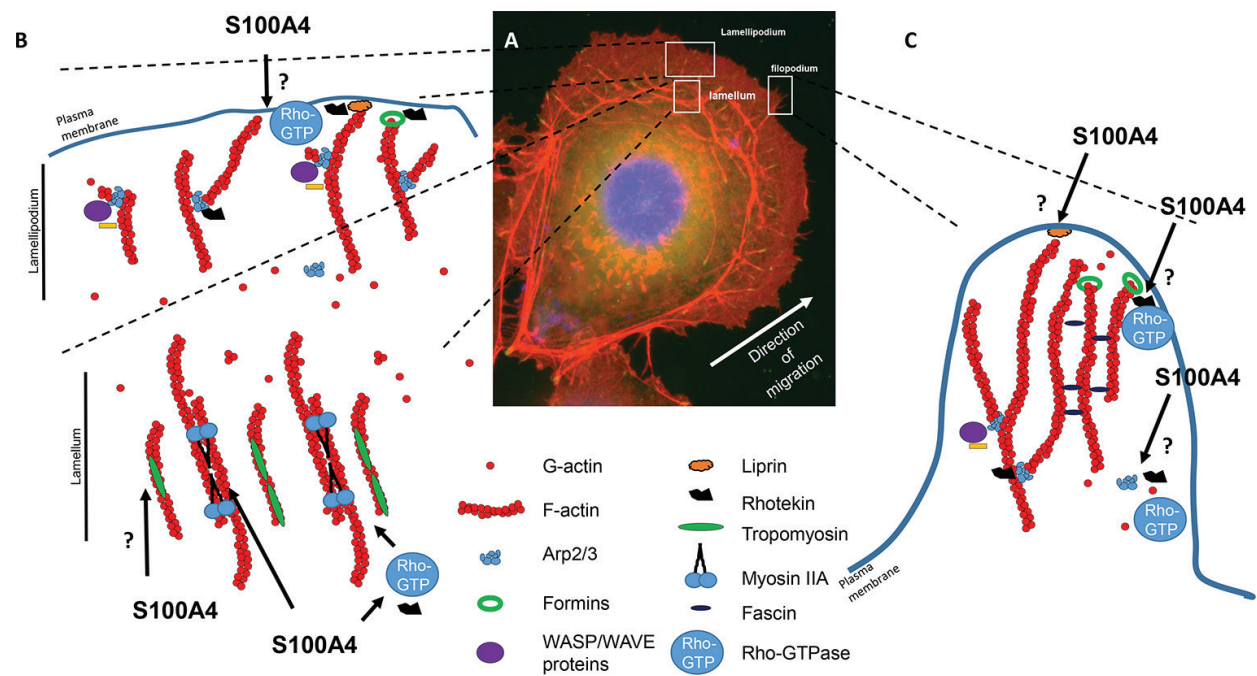 B
S100A4
?
Plasma
membrane
Rho-
GTP
Lamellipodium
A
Lamellipodium
filopodium
lamellum
Direction
of
migration
C
S100A4
?
S100A4
?
Rho-
GTP
S100A4
?
Rho-
GTP
Plasma
membrane
Lamellum
?
S100A4
S100A4
Rho-
GTP
G-actin
F-actin
Arp2/3
Formins
WASP/WAVE
proteins
Liprin
Rhotekin
Tropomyosin
Myosin IIA
Fascin
Rho-
GTP
Rho-GTPase